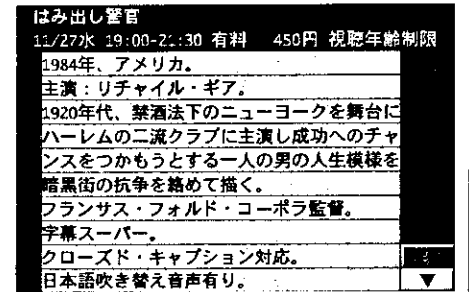 はみ出し警官
11/27水 19:00-21:30 有料 450円 視聴年齢制限
1984年、アメリカ。
主演：リチャイル・ギア。
1920年代、禁酒法下のニューヨークを舞台に
ハーレムの二流クラブに主演し成功へのチャ
ンスをつかもうとする一人の男の人生模様を
暗黒街の抗争を絡めて描く。
フランサス・フォルド・コーポラ監督。
字幕スーパー。
クローズド・キャプション対応。
日本語吹き替え音声有り。
▼